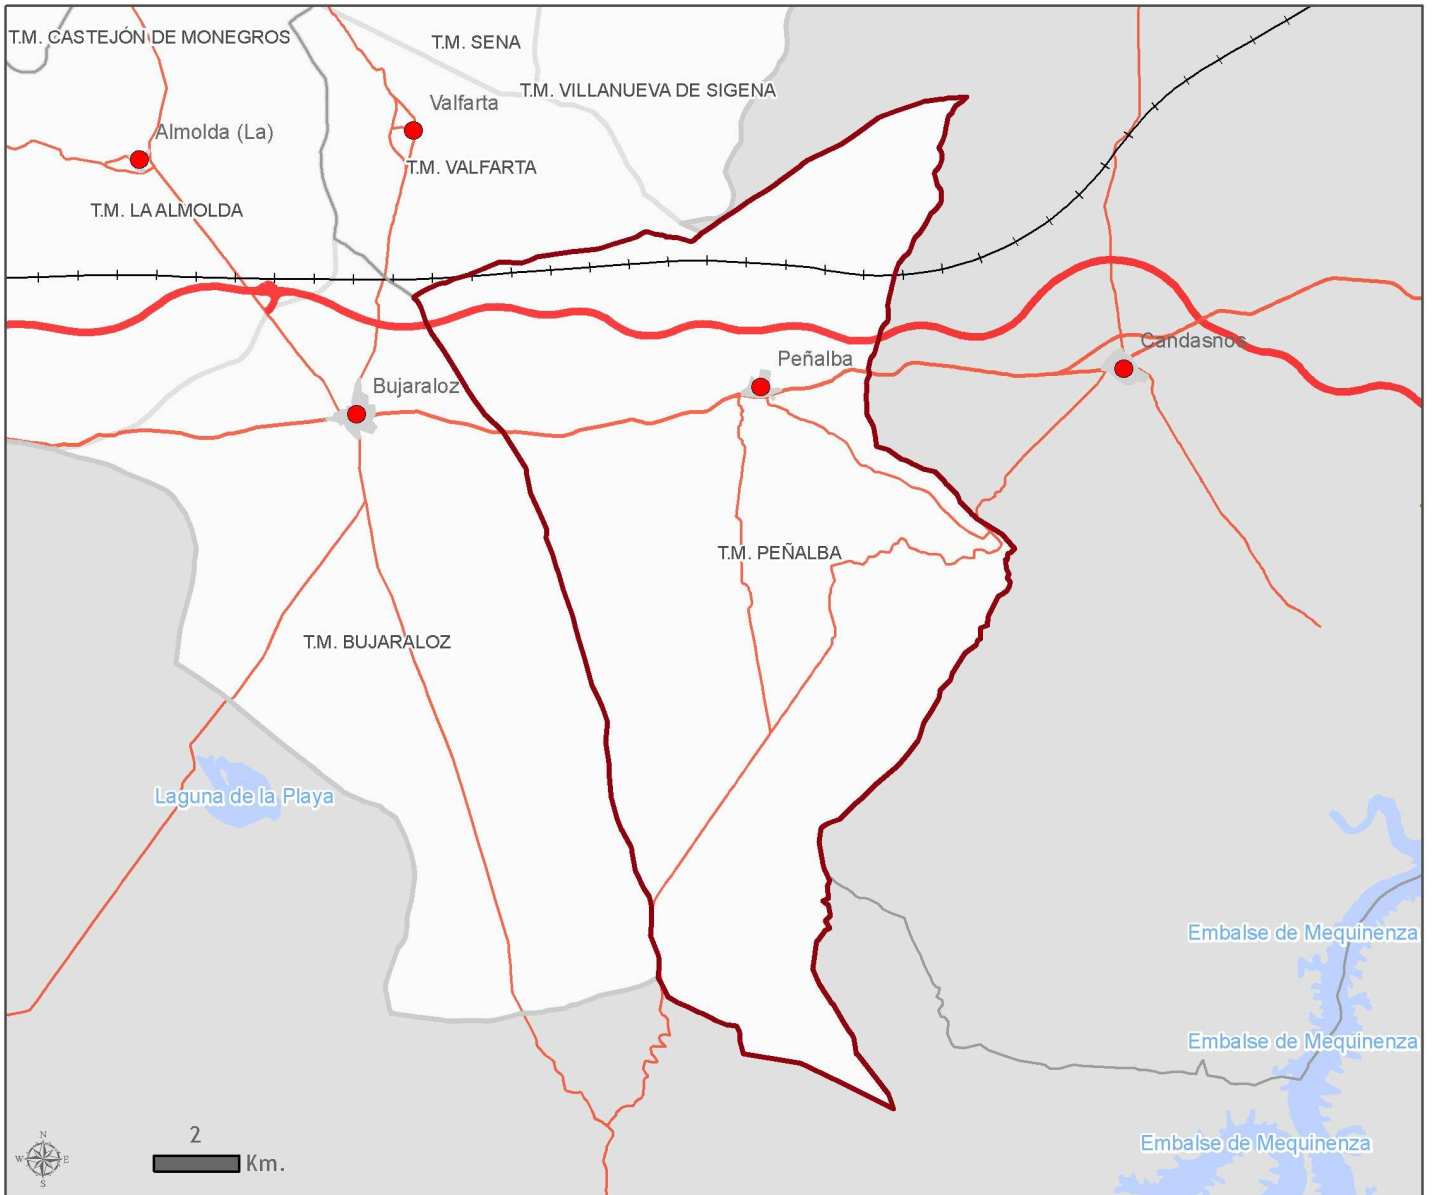 T.M. CASTEJÓN DE MONEGROS
T.M. SENA
T.M. VILLANUEVA DE SIGENA
Valfarta
Almolda (La)
T.M. VALFARTA
T.M. LA ALMOLDA
Candasnos
Peñalba
Bujaraloz
T.M. PEÑALBA
T.M. BUJARALOZ
Laguna de la Playa
Embalse de Mequinenza
Embalse de Mequinenza
Embalse de Mequinenza
N
W E
S
2
Km.